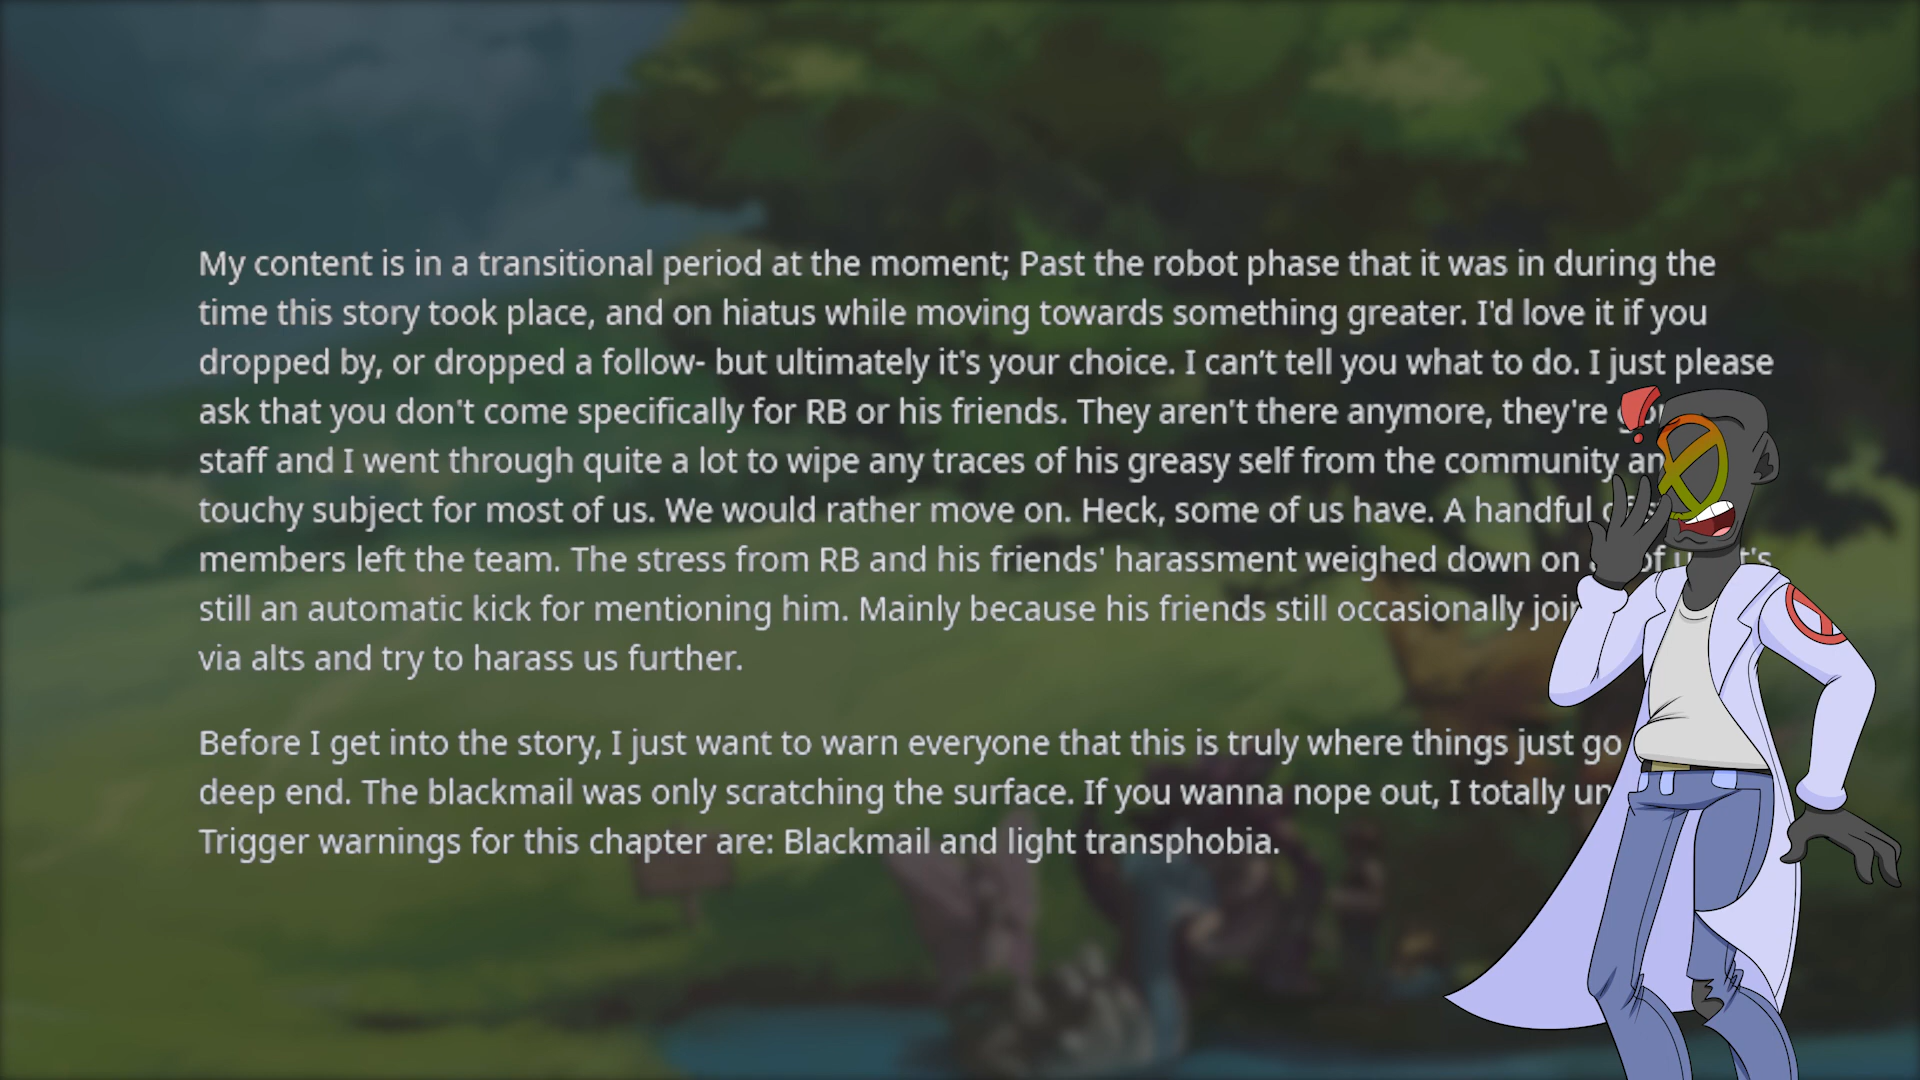 My content is in a transitional period at the moment; Past the robot phase that it was in during the
time this story took place, and on hiatus while moving towards something greater. I'd love it if you
dropped by, or dropped a follow- but ultimately it's your choice. I can’t tell you what to do. I just please
ask that you don't come specifically for RB or his friends. They aren't there anymore, they're
staff and I went through quite a lot to wipe any traces of his greasy self from the community
touchy subject for most of us. We would rather move on. Heck, some of us have. A handful
members left the team. The stress from RB and his friends' harassment weighed down on of
still an automatic kick for mentioning him. Mainly because his friends still occasionally
via alts and try to harass us further.
Before I get into the story, I just want to warn everyone that this is truly where things just go
deep end. The blackmail was only scratching the surface. If you wanna nope out, I totally
Trigger warnings for this chapter are: Blackmail and light transphobia.